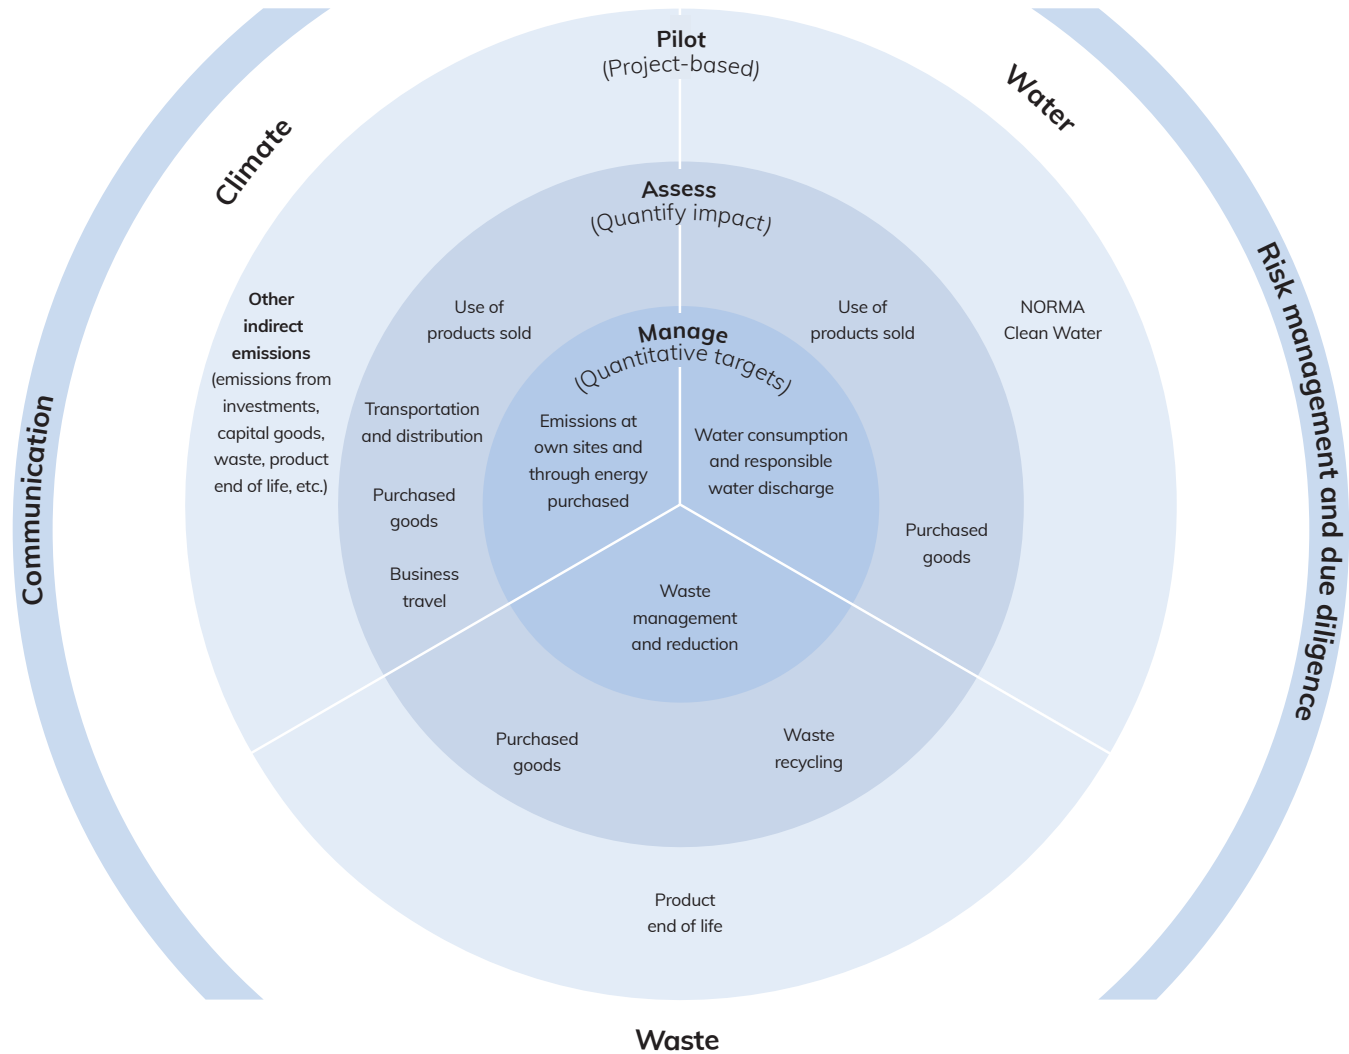 Pilot
(Project-based)
Climate
Water
Assess
(Quantify impact)
Manage
(Quantitative targets)
Communication
Risk management and due diligence
Other
indirect
emissions
(emissions from
investments,
capital goods,
waste, product
end of life, etc.)
Use of
products sold
Transportation
and distribution
Purchased
goods
Business
travel
Emissions at
own sites and
through energy
purchased
Water consumption
and responsible
water discharge
Use of
products sold
NORMA
Clean Water
Purchased
goods
Waste
management
and reduction
Purchased
goods
Waste
recycling
Product
end of life
Waste